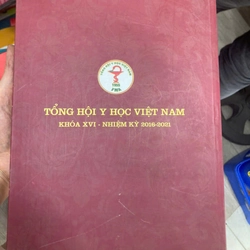 TỔNG HỘI Y HỌC VIỆT NAM
KHÓA XVI - NHIỆM KỲ 2016-2021